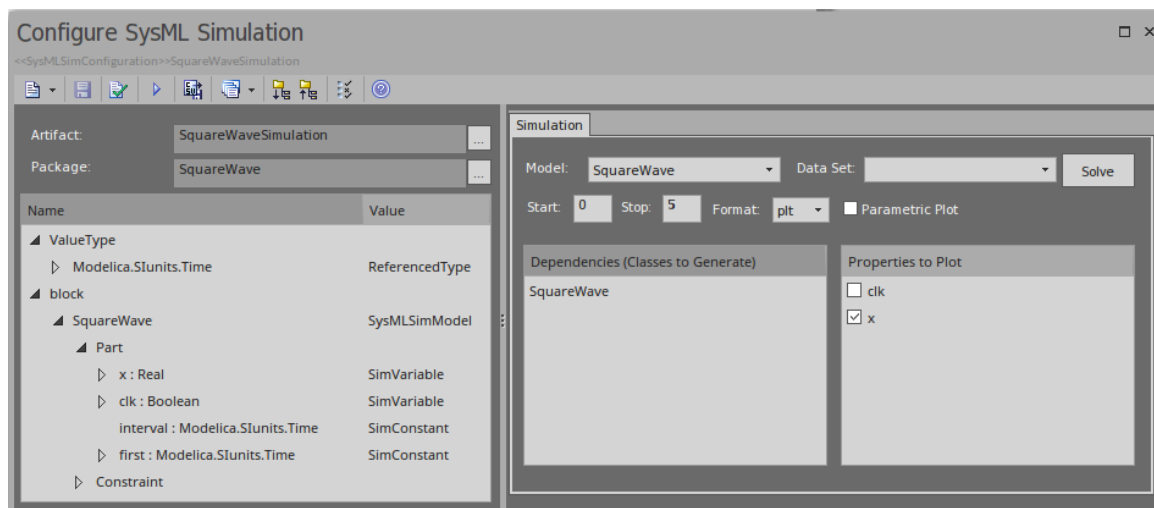 Configure SysML Simulation
<<SysMLSimConfiguration>>SquareWaveSimulation
Artifact: SquareWaveSimulation ...
Package: SquareWave ...
Name Value
ValueType
Modelica.SIunits.Time ReferencedType
block
SquareWave SysMLSimModel
Part
x : Real SimVariable
clk : Boolean SimVariable
interval : Modelica.SIunits.Time SimConstant
first : Modelica.SIunits.Time SimConstant
Constraint
Simulation
Model: SquareWave Data Set: Solve
Start: 0 Stop: 5 Format: plt Parametric Plot
Dependencies (Classes to Generate) Properties to Plot
SquareWave clk
x